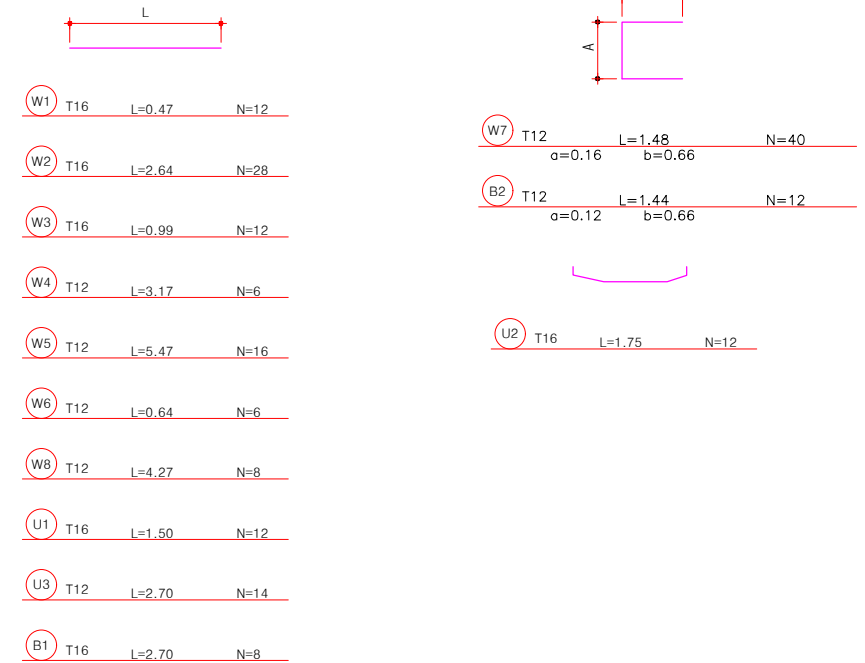 L
W1 T16 L=0.47 N=12
W2 T16 L=2.64 N=28
W3 T16 L=0.99 N=12
W4 T12 L=3.17 N=6
W5 T12 L=5.47 N=16
W6 T12 L=0.64 N=6
W8 T12 L=4.27 N=8
U1 T16 L=1.50 N=12
U3 T12 L=2.70 N=14
B1 T16 L=2.70 N=8
A
W7 T12 L=1.48 N=40
a=0.16 b=0.66
B2 T12 L=1.44 N=12
a=0.12 b=0.66
U2 T16 L=1.75 N=12